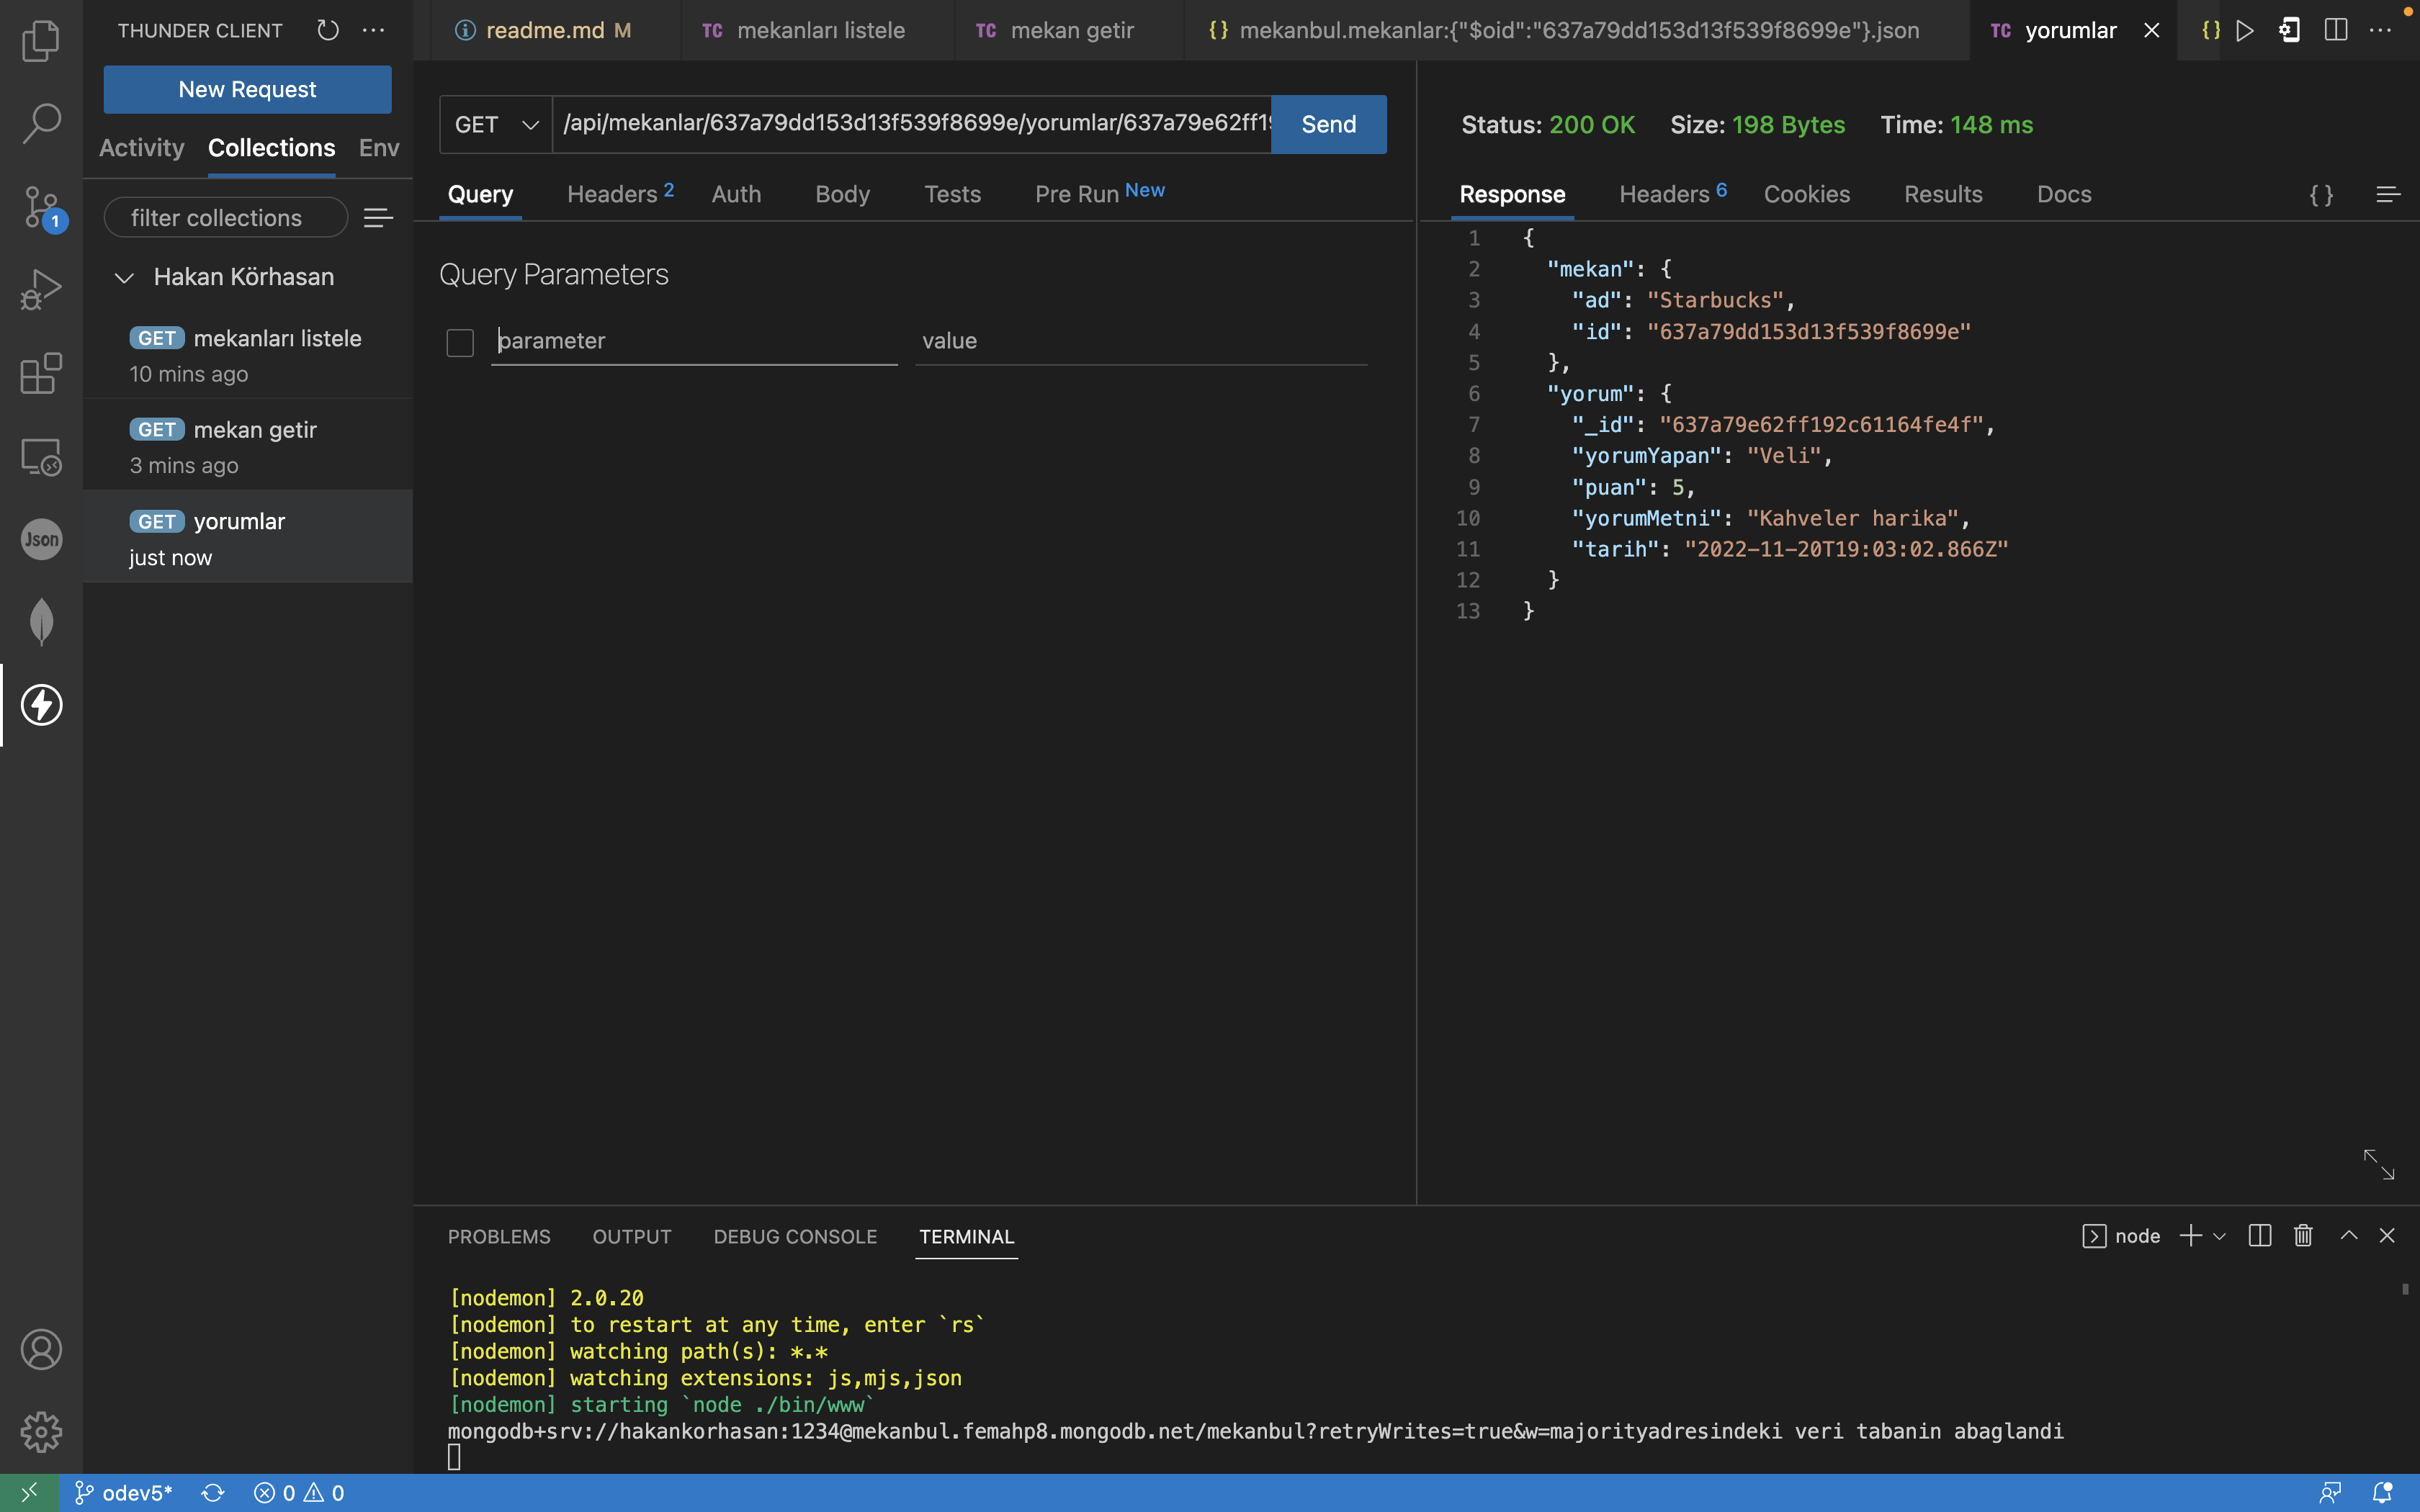 THUNDER CLIENT
New Request
Activity Collections Env
filter collections
Hakan Körhasan
GET mekanları listele
10 mins ago
GET mekan getir
3 mins ago
GET yorumlar
just now
1
Json
readme.md M
TC mekanları listele
TC mekan getir
{} mekanbul.mekanlar:{"$oid":"637a79dd153d13f539f8699e"}.json
TC yorumlar
{}
GET /api/mekanlar/637a79dd153d13f539f8699e/yorumlar/637a79e62ff19 Send
Query Headers 2 Auth Body Tests Pre Run New
Query Parameters
parameter value
Status: 200 OK Size: 198 Bytes Time: 148 ms
Response Headers 6 Cookies Results Docs {}
1 {
2 "mekan": {
3 "ad": "Starbucks",
4 "id": "637a79dd153d13f539f8699e"
5 },
6 "yorum": {
7 "_id": "637a79e62ff192c61164fe4f",
8 "yorumYapan": "Veli",
9 "puan": 5,
10 "yorumMetni": "Kahveler harika",
11 "tarih": "2022-11-20T19:03:02.866Z"
12 }
13 }
PROBLEMS OUTPUT DEBUG CONSOLE TERMINAL
node
[nodemon] 2.0.20
[nodemon] to restart at any time, enter `rs`
[nodemon] watching path(s): *.*
[nodemon] watching extensions: js,mjs,json
[nodemon] starting `node ./bin/www`
mongodb+srv://hakankorhasan:1234@mekanbul.femahp8.mongodb.net/mekanbul?retryWrites=true&w=majorityadresindeki veri tabanin abaglandi
odev5* 0 0